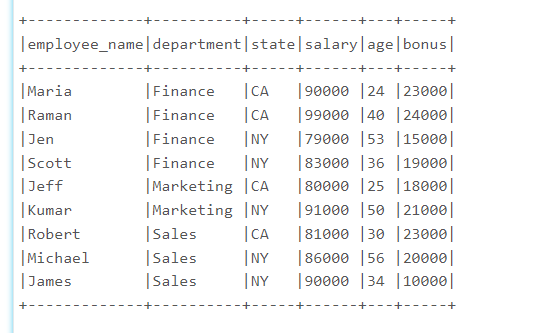 +-------------+----------+-----+------+---+-----+
|employee_name|department|state|salary|age|bonus|
+-------------+----------+-----+------+---+-----+
|Maria        |Finance   |CA   |90000 |24 |23000|
|Raman        |Finance   |CA   |99000 |40 |24000|
|Jen          |Finance   |NY   |79000 |53 |15000|
|Scott        |Finance   |NY   |83000 |36 |19000|
|Jeff         |Marketing |CA   |80000 |25 |18000|
|Kumar        |Marketing |NY   |91000 |50 |21000|
|Robert       |Sales     |CA   |81000 |30 |23000|
|Michael      |Sales     |NY   |86000 |56 |20000|
|James        |Sales     |NY   |90000 |34 |10000|
+-------------+----------+-----+------+---+-----+